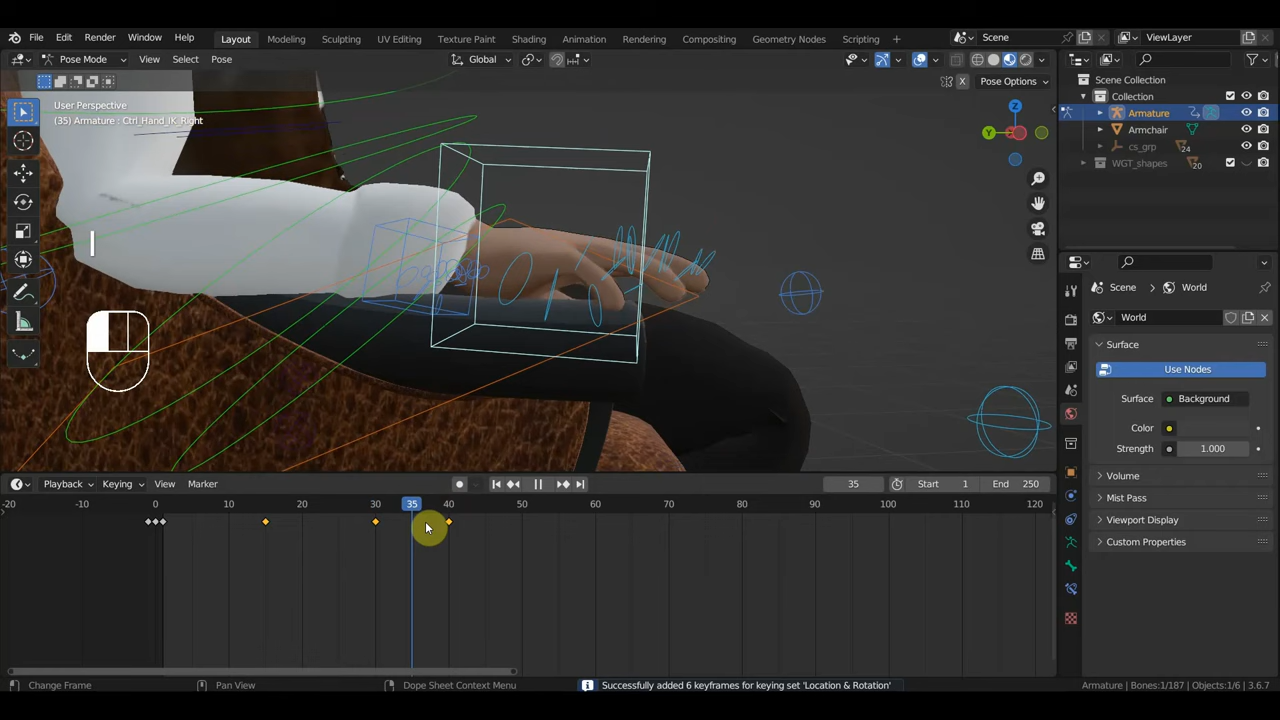 File Edit Render Window Help Layout Modeling Sculpting UV Editing Texture Paint Shading Animation Rendering Compositing Geometry Nodes Scripting + Scene ViewLayer
Pose Mode View Select Pose Global
X Pose Options
User Perspective
(35) Armature : Ctrl_Hand_IK_Right
Z
Y
I
Scene Collection
Collection
Armature
Armchair
cs_grp 24
WGT_shapes 20
Scene > World
World
Surface
Use Nodes
Surface Background
Color
Strength 1.000
Volume
Mist Pass
Viewport Display
Custom Properties
Playback Keying View Marker 35 Start 1 End 250
-20 -10 0 10 20 30 35 50 60 70 80 90 100 110 120
Change Frame Pan View Dope Sheet Context Menu Successfully added 6 keyframes for keying set 'Location & Rotation' Armature | Bones:1/187 | Objects:1/6 | 3.6.7